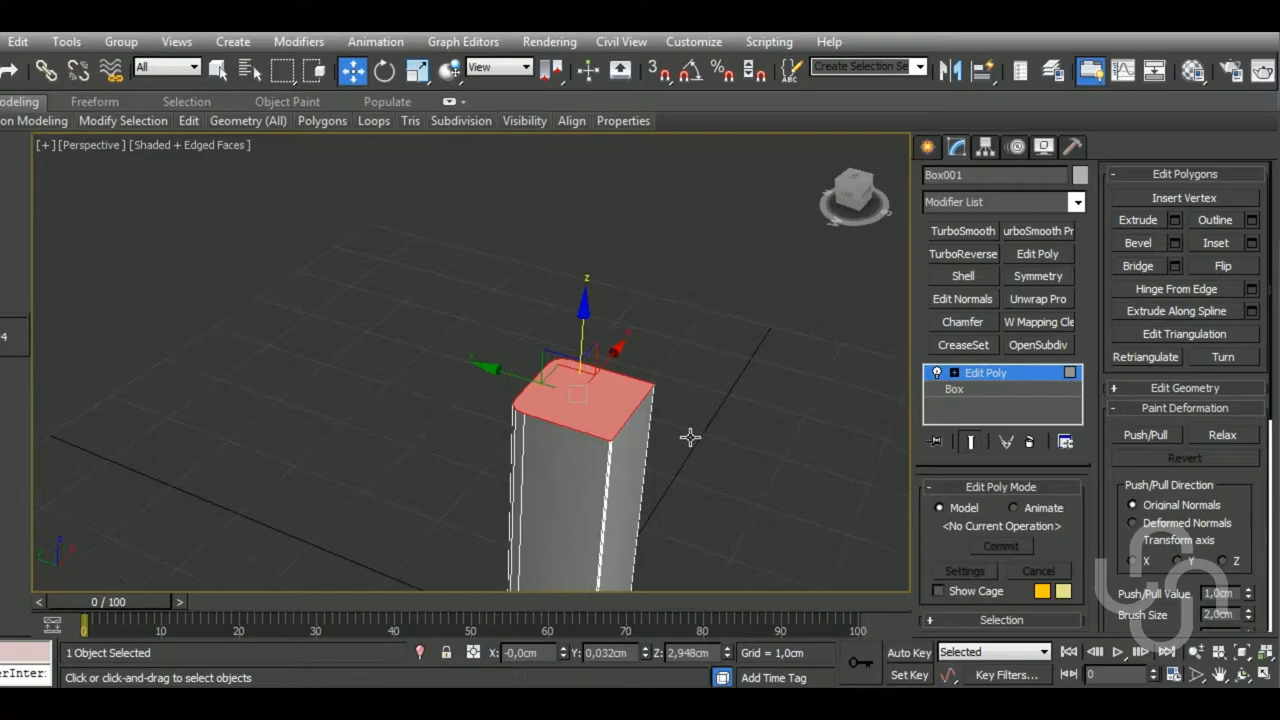 Edit Tools Group Views Create Modifiers Animation Graph Editors Rendering Civil View Customize Scripting Help
All View 3 Create Selection Se
odeling Freeform Selection Object Paint Populate
on Modeling Modify Selection Edit Geometry (All) Polygons Loops Tris Subdivision Visibility Align Properties
[+] [Perspective] [Shaded + Edged Faces]
z
x
y
4
z
x
y
Box001
Modifier List
TurboSmooth urboSmooth Pr
TurboReverse Edit Poly
Shell Symmetry
Edit Normals Unwrap Pro
Chamfer W Mapping Cle
CreaseSet OpenSubdiv
Edit Poly
Box
Edit Poly Mode
Model Animate
<No Current Operation>
Commit
Settings Cancel
Show Cage
Selection
Edit Polygons
Insert Vertex
Extrude Outline
Bevel Inset
Bridge Flip
Hinge From Edge
Extrude Along Spline
Edit Triangulation
Retriangulate Turn
Edit Geometry
Paint Deformation
Push/Pull Relax
Revert
Push/Pull Direction
Original Normals
Deformed Normals
Transform axis
X Y Z
Push/Pull Value 1,0cm
Brush Size 2,0cm
< 0 / 100 >
0 10 20 30 40 50 60 70 80 90 100
1 Object Selected X: -0,0cm Y: 0,032cm Z: 2,948cm Grid = 1,0cm Auto Key Selected
erInter Click or click-and-drag to select objects Add Time Tag Set Key Key Filters... 0